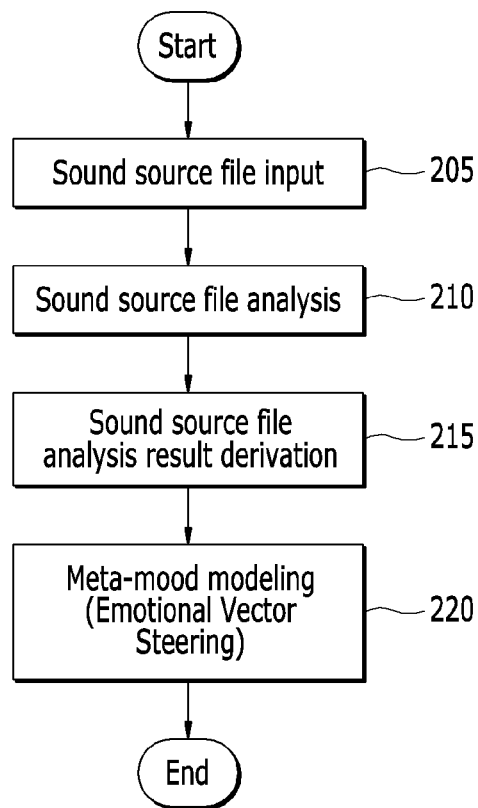 Start
Sound source file input
205
Sound source file analysis
210
Sound source file
analysis result derivation
215
Meta-mood modeling
(Emotional Vector
Steering)
220
End